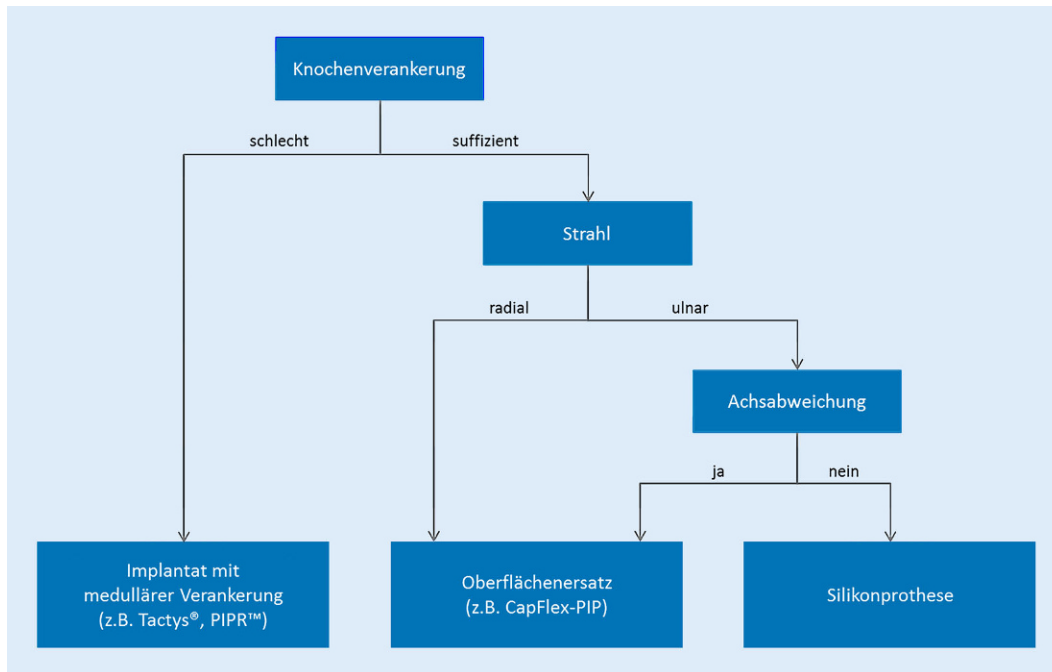 Knochenverankerung
schlecht
suffizient
Strahl
radial
ulnar
Achsabweichung
ja
nein
Implantat mit
medullärer Verankerung
(z.B. Tactys®, PIPR™)
Oberflächenersatz
(z.B. CapFlex-PIP)
Silikonprothese